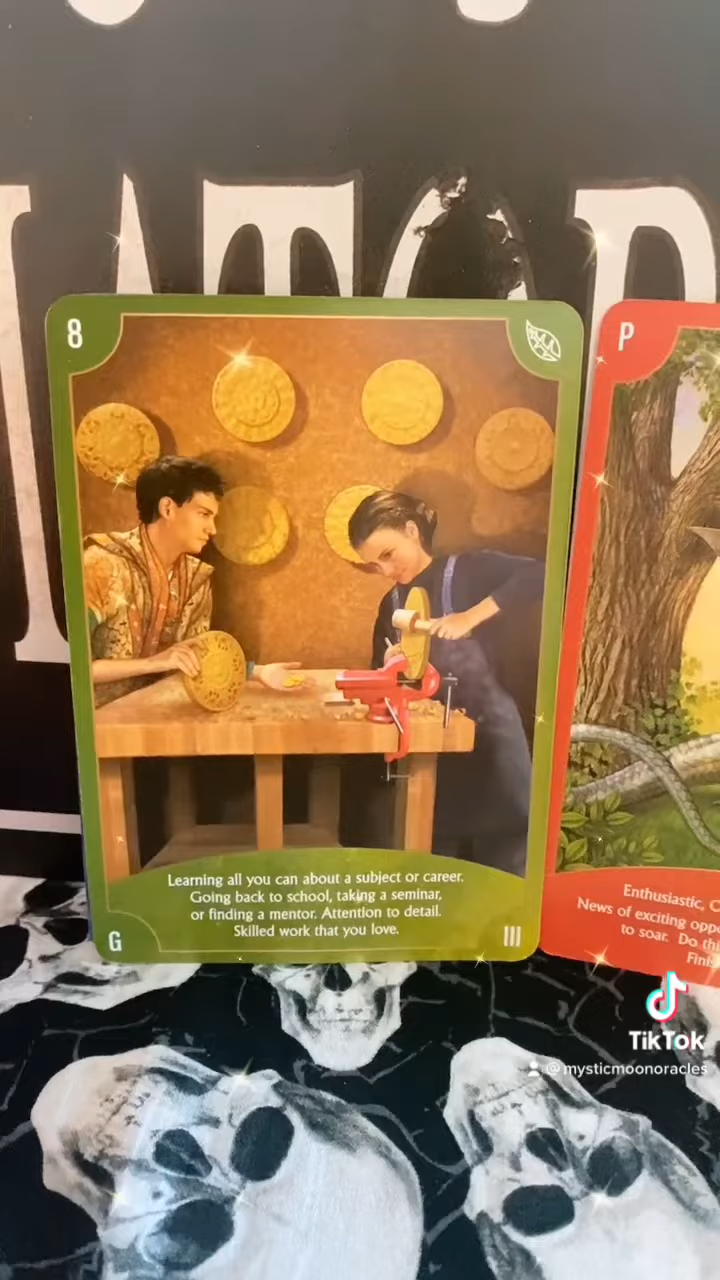 8
P
Learning all you can about a subject or career.
Going back to school, taking a seminar,
or finding a mentor. Attention to detail.
Skilled work that you love.
G
III
Enthusiastic,
News of exciting
to soar. Do
TikTok
@mysticmoonoracles